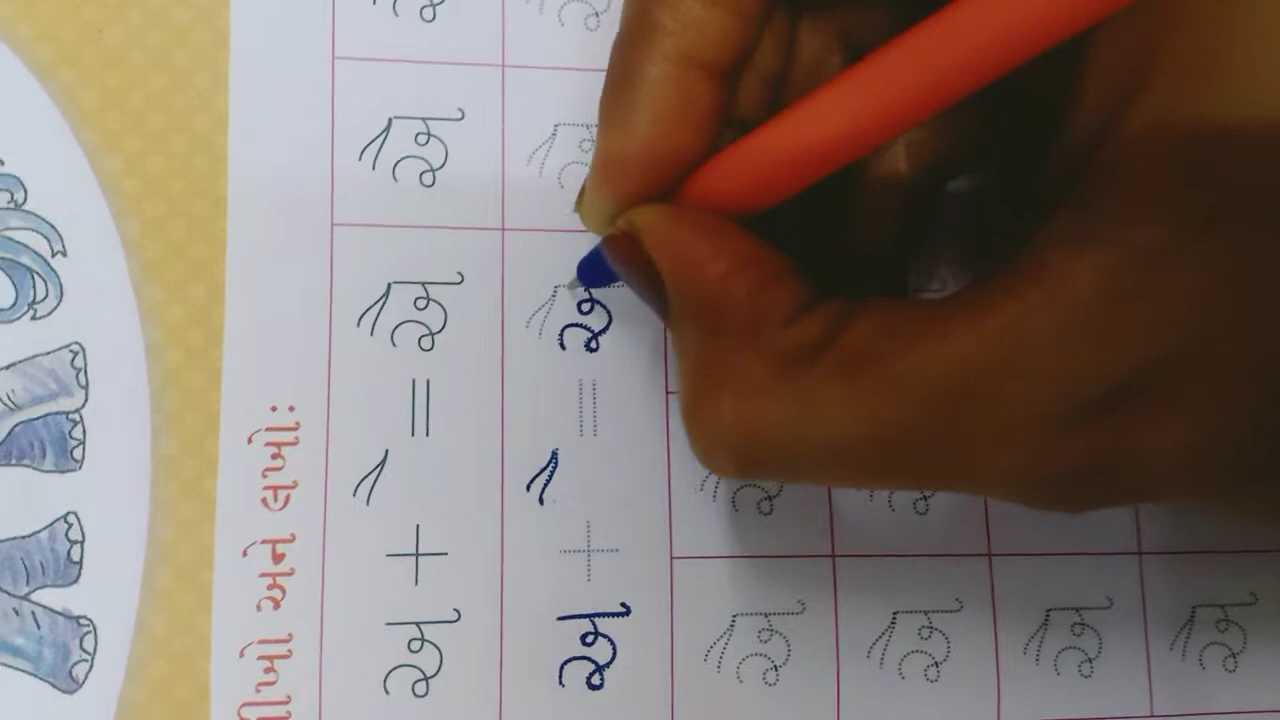 અને લખો:
અ + ૈ = ઐ ઐ
અ + ૈ = ઐ ઐ
ઐ ઐ
ઐ ઐ
ઐ
ઐ